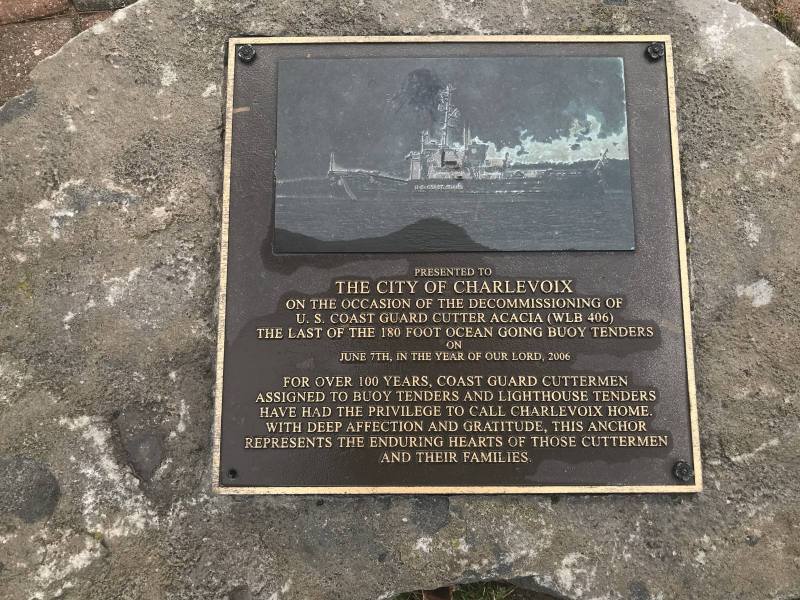 U.S. COAST GUARD
PRESENTED TO
THE CITY OF CHARLEVOIX
ON THE OCCASION OF THE DECOMMISSIONING OF
U. S. COAST GUARD CUTTER ACACIA (WLB 406)
THE LAST OF THE 180 FOOT OCEAN GOING BUOY TENDERS
ON
JUNE 7TH, IN THE YEAR OF OUR LORD, 2006
FOR OVER 100 YEARS, COAST GUARD CUTTERMEN
ASSIGNED TO BUOY TENDERS AND LIGHTHOUSE TENDERS
HAVE HAD THE PRIVILEGE TO CALL CHARLEVOIX HOME.
WITH DEEP AFFECTION AND GRATITUDE, THIS ANCHOR
REPRESENTS THE ENDURING HEARTS OF THOSE CUTTERMEN
AND THEIR FAMILIES.